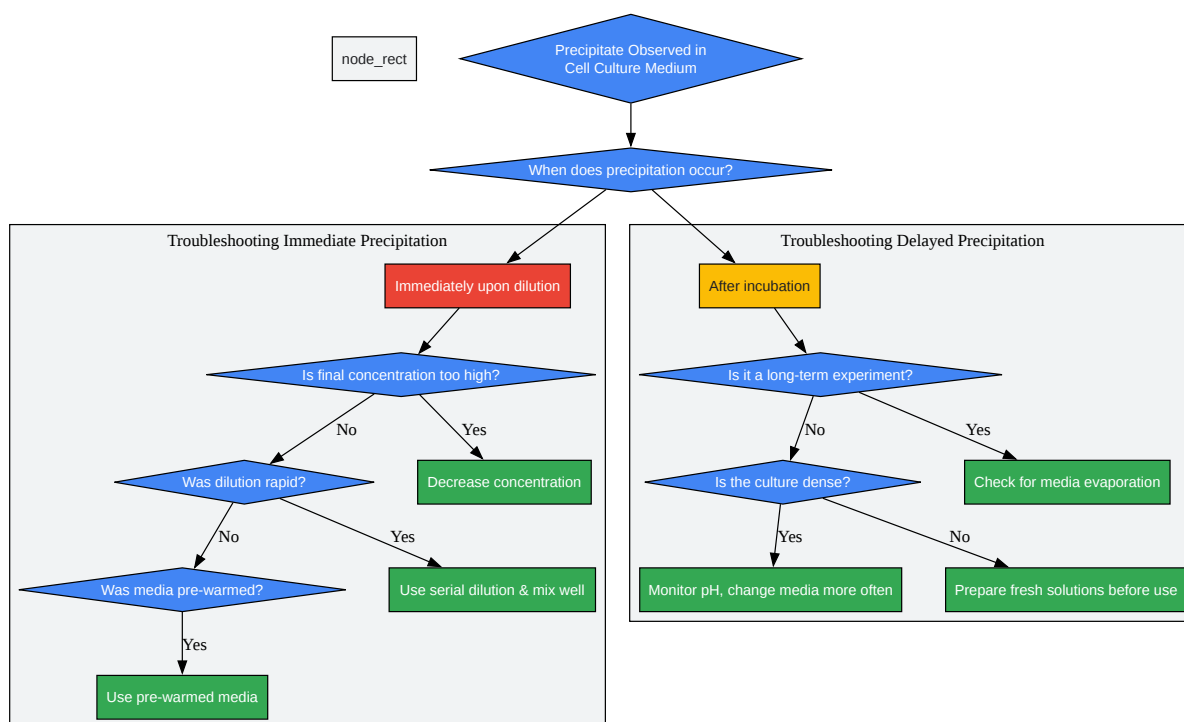 node_rect
Precipitate Observed in
Cell Culture Medium
When does precipitation occur?
Troubleshooting Immediate Precipitation
Immediately upon dilution
Is final concentration too high?
No
Yes
Was dilution rapid?
Decrease concentration
No
Yes
Was media pre-warmed?
Use serial dilution & mix well
Yes
Use pre-warmed media
Troubleshooting Delayed Precipitation
After incubation
Is it a long-term experiment?
No
Yes
Is the culture dense?
Check for media evaporation
Yes
No
Monitor pH, change media more often
Prepare fresh solutions before use